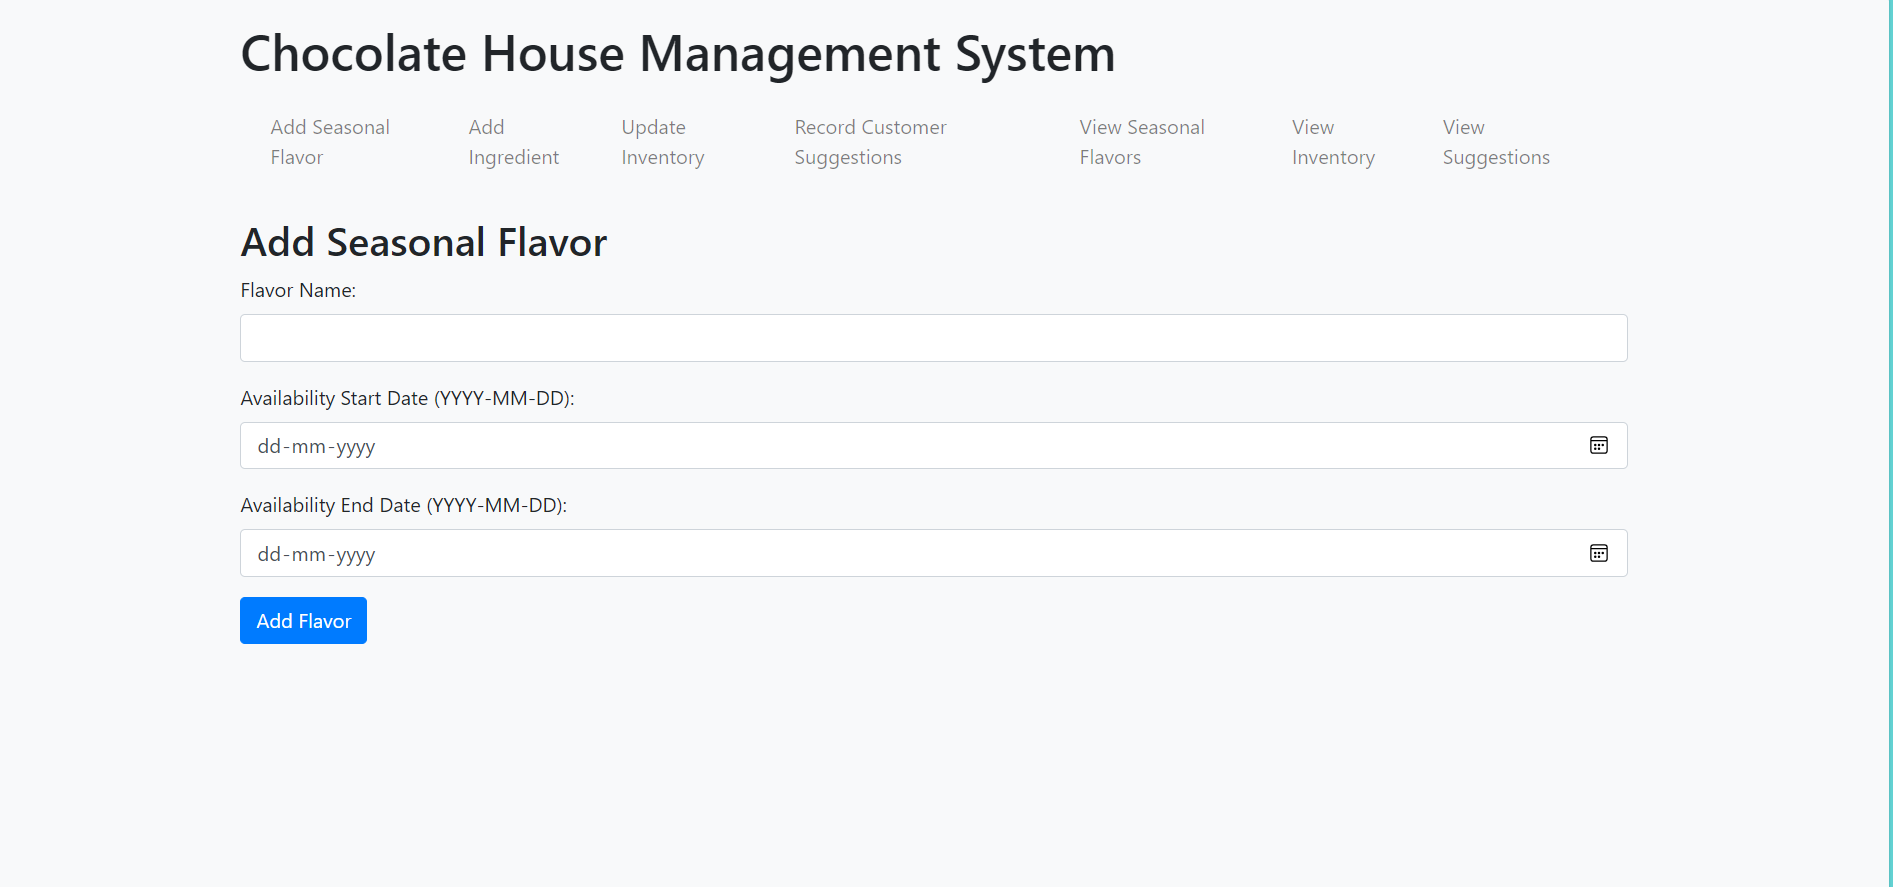 Chocolate House Management System
Add Seasonal Flavor
Add Ingredient
Update Inventory
Record Customer Suggestions
View Seasonal Flavors
View Inventory
View Suggestions
Add Seasonal Flavor
Flavor Name:
Availability Start Date (YYYY-MM-DD):
dd-mm-yyyy
Availability End Date (YYYY-MM-DD):
dd-mm-yyyy
Add Flavor